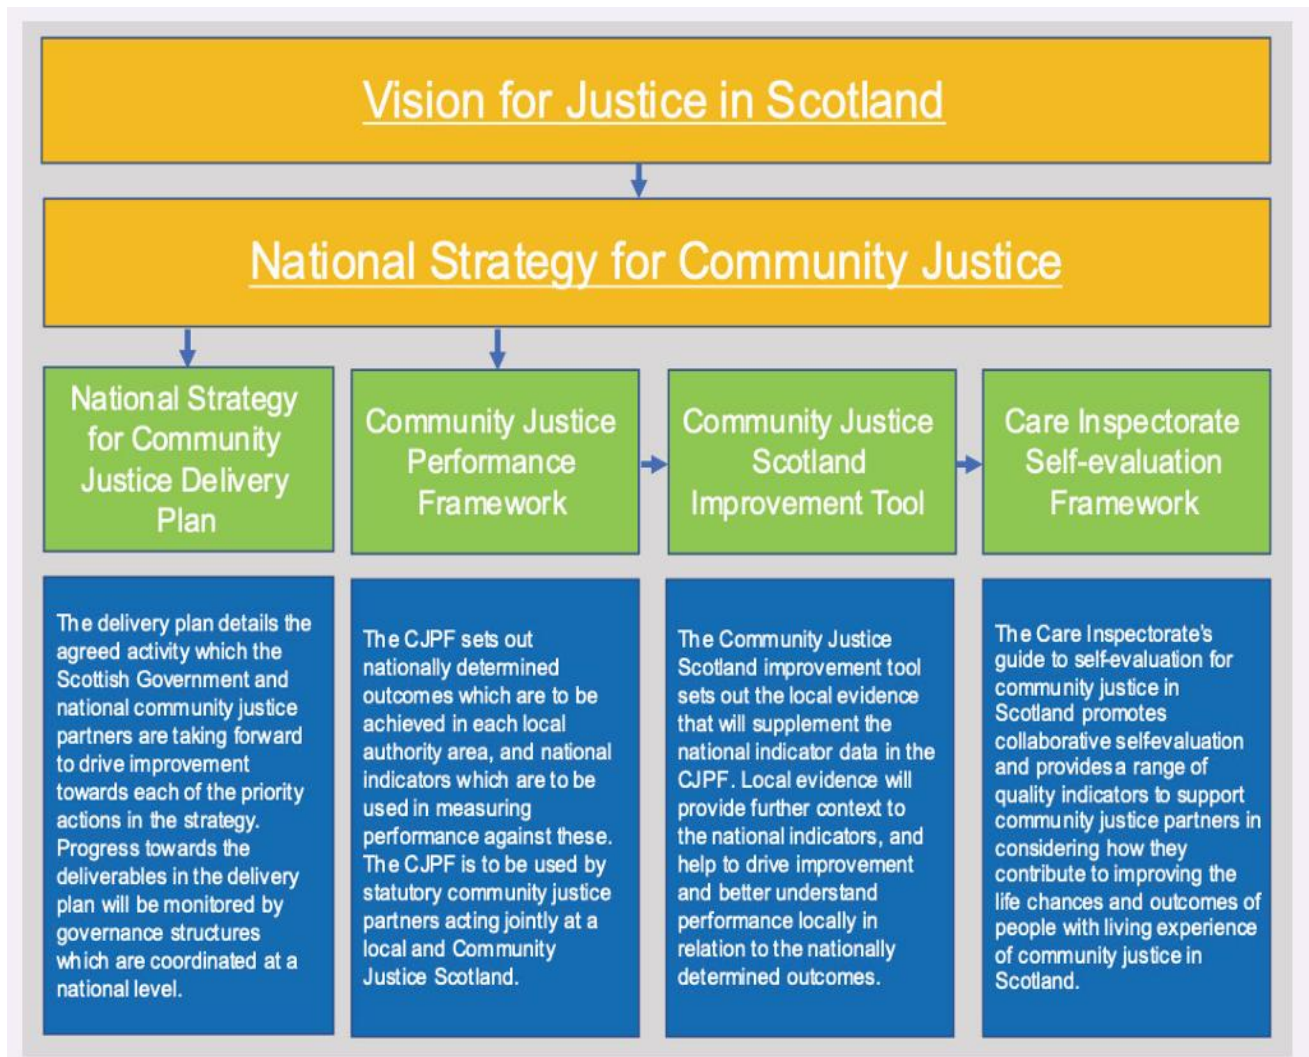 Vision for Justice in Scotland
National Strategy for Community Justice
National Strategy
for Community
Justice Delivery
Plan
Community Justice
Performance
Framework
Community Justice
Scotland
Improvement Tool
Care Inspectorate
Self-evaluation
Framework
The delivery plan details the
agreed activity which the
Scottish Government and
national community justice
partners are taking forward
to drive improvement
towards each of the priority
actions in the strategy.
Progress towards the
deliverables in the delivery
plan will be monitored by
governance structures
which are coordinated at a
national level.
The CJPF sets out
nationally determined
outcomes which are to be
achieved in each local
authority area, and national
indicators which are to be
used in measuring
performance against these.
The CJPF is to be used by
statutory community justice
partners acting jointly at a
local and Community
Justice Scotland.
The Community Justice
Scotland improvement tool
sets out the local evidence
that will supplement the
national indicator data in the
CJPF. Local evidence will
provide further context to
the national indicators, and
help to drive improvement
and better understand
performance locally in
relation to the nationally
determined outcomes.
The Care Inspectorate's
guide to self-evaluation for
community justice in
Scotland promotes
collaborative selfevaluation
and provides a range of
quality indicators to support
community justice partners in
considering how they
contribute to improving the
life chances and outcomes of
people with living experience
of community justice in
Scotland.